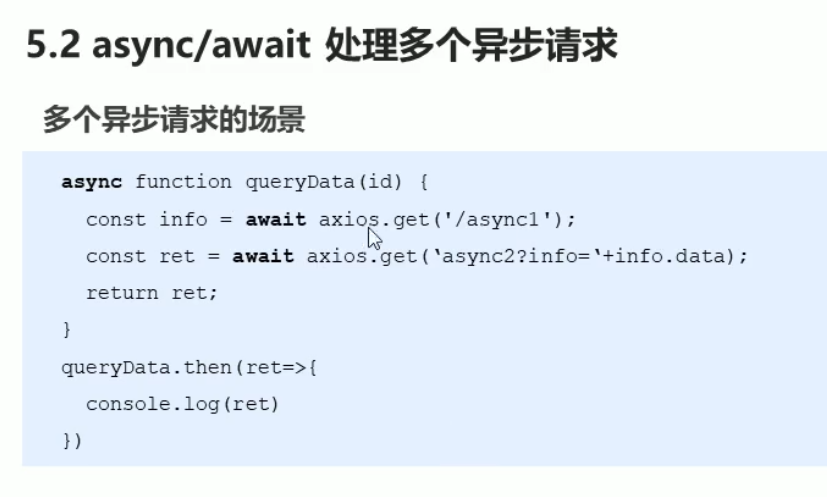 5.2 async/await 处理多个异步请求
多个异步请求的场景
async function queryData(id) {
  const info = await axios.get('/async1');
  const ret = await axios.get(‘async2?info=‘+info.data);
  return ret;
}
queryData.then(ret=>{
  console.log(ret)
})